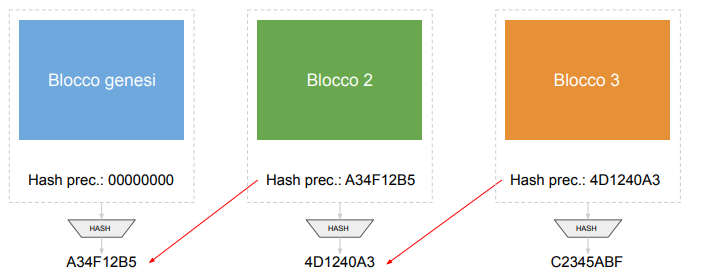 Blocco genesi
Blocco 2
Blocco 3
Hash prec.: 00000000
Hash prec.: A34F12B5
Hash prec.: 4D1240A3
HASH
HASH
HASH
A34F12B5
4D1240A3
C2345ABF